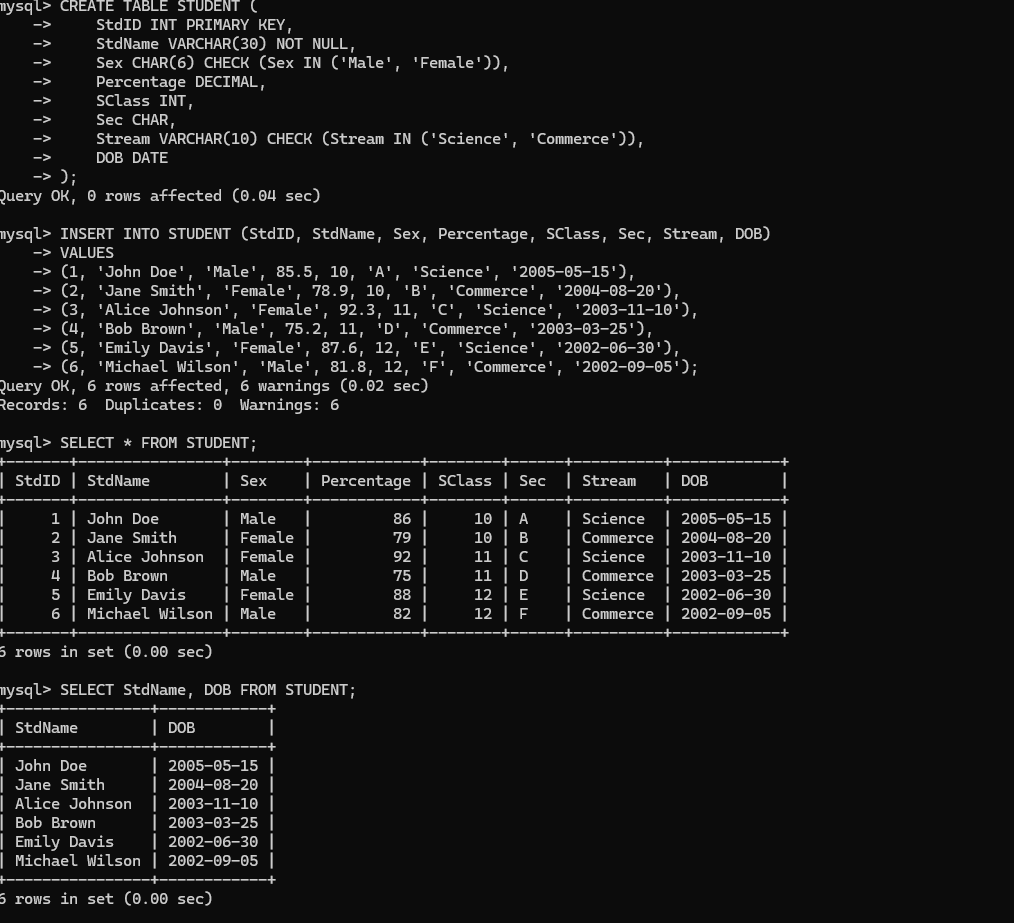 mysql> CREATE TABLE STUDENT (
    ->     StdID INT PRIMARY KEY,
    ->     StdName VARCHAR(30) NOT NULL,
    ->     Sex CHAR(6) CHECK (Sex IN ('Male', 'Female')),
    ->     Percentage DECIMAL,
    ->     SClass INT,
    ->     Sec CHAR,
    ->     Stream VARCHAR(10) CHECK (Stream IN ('Science', 'Commerce')),
    ->     DOB DATE
    -> );
Query OK, 0 rows affected (0.04 sec)

mysql> INSERT INTO STUDENT (StdID, StdName, Sex, Percentage, SClass, Sec, Stream, DOB)
    -> VALUES
    -> (1, 'John Doe', 'Male', 85.5, 10, 'A', 'Science', '2005-05-15'),
    -> (2, 'Jane Smith', 'Female', 78.9, 10, 'B', 'Commerce', '2004-08-20'),
    -> (3, 'Alice Johnson', 'Female', 92.3, 11, 'C', 'Science', '2003-11-10'),
    -> (4, 'Bob Brown', 'Male', 75.2, 11, 'D', 'Commerce', '2003-03-25'),
    -> (5, 'Emily Davis', 'Female', 87.6, 12, 'E', 'Science', '2002-06-30'),
    -> (6, 'Michael Wilson', 'Male', 81.8, 12, 'F', 'Commerce', '2002-09-05');
Query OK, 6 rows affected, 6 warnings (0.02 sec)
Records: 6  Duplicates: 0  Warnings: 6

mysql> SELECT * FROM STUDENT;
+-------+----------------+--------+------------+--------+------+----------+------------+
| StdID | StdName        | Sex    | Percentage | SClass | Sec  | Stream   | DOB        |
+-------+----------------+--------+------------+--------+------+----------+------------+
|     1 | John Doe       | Male   |         86 |     10 | A    | Science  | 2005-05-15 |
|     2 | Jane Smith     | Female |         79 |     10 | B    | Commerce | 2004-08-20 |
|     3 | Alice Johnson  | Female |         92 |     11 | C    | Science  | 2003-11-10 |
|     4 | Bob Brown      | Male   |         75 |     11 | D    | Commerce | 2003-03-25 |
|     5 | Emily Davis    | Female |         88 |     12 | E    | Science  | 2002-06-30 |
|     6 | Michael Wilson | Male   |         82 |     12 | F    | Commerce | 2002-09-05 |
+-------+----------------+--------+------------+--------+------+----------+------------+
6 rows in set (0.00 sec)

mysql> SELECT StdName, DOB FROM STUDENT;
+----------------+------------+
| StdName        | DOB        |
+----------------+------------+
| John Doe       | 2005-05-15 |
| Jane Smith     | 2004-08-20 |
| Alice Johnson  | 2003-11-10 |
| Bob Brown      | 2003-03-25 |
| Emily Davis    | 2002-06-30 |
| Michael Wilson | 2002-09-05 |
+----------------+------------+
6 rows in set (0.00 sec)